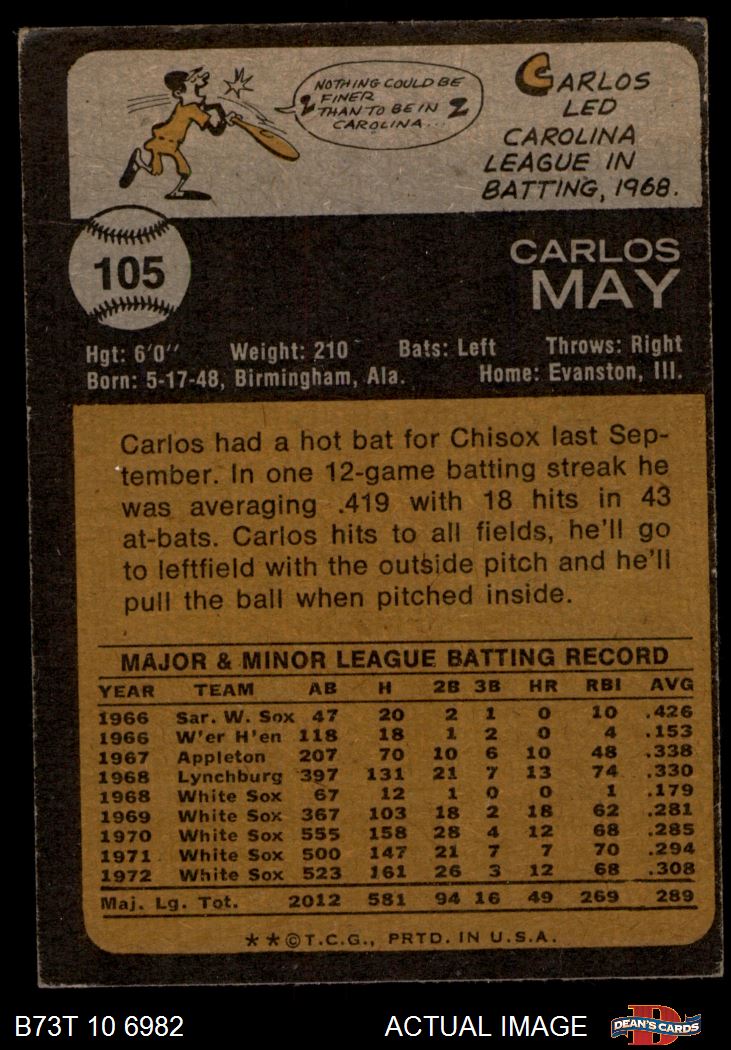 NOTHING COULD BE
FINER
THAN TO BE IN
CAROLINA...
CARLOS
LED
CAROLINA
LEAGUE IN
BATTING, 1968.
105
CARLOS
MAY
Hgt: 6'0'' Weight: 210 Bats: Left Throws: Right
Born: 5-17-48, Birmingham, Ala. Home: Evanston, Ill.
Carlos had a hot bat for Chisox last Sep-
tember. In one 12-game batting streak he
was averaging .419 with 18 hits in 43
at-bats. Carlos hits to all fields, he'll go
to leftfield with the outside pitch and he'll
pull the ball when pitched inside.
MAJOR & MINOR LEAGUE BATTING RECORD
YEAR TEAM AB H 2B 3B HR RBI AVG
1966 Sar. W. Sox 47 20 2 1 0 10 .426
1966 W'er H'en 118 18 1 2 0 4 .153
1967 Appleton 207 70 10 6 10 48 .338
1968 Lynchburg 397 131 21 7 13 74 .330
1968 White Sox 67 12 1 0 0 1 .179
1969 White Sox 367 103 18 2 18 62 .281
1970 White Sox 555 158 28 4 12 68 .285
1971 White Sox 500 147 21 7 7 70 .294
1972 White Sox 523 161 26 3 12 68 .308
Maj. Lg. Tot. 2012 581 94 16 49 269 289
**©T.C.G., PRTD. IN U.S.A.
B73T 10 6982 ACTUAL IMAGE DEAN'S CARDS